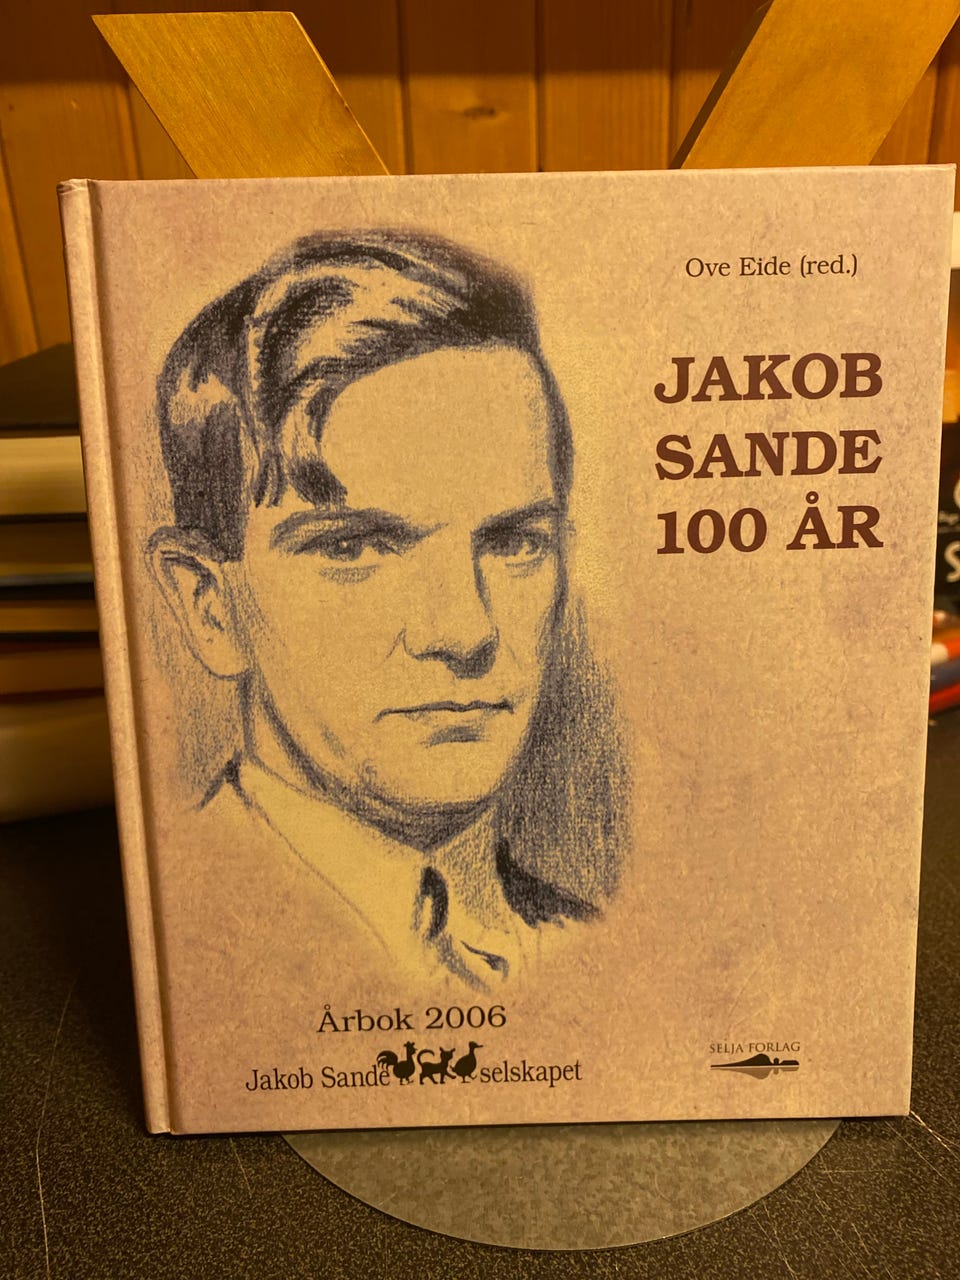 Ove Eide (red.)
JAKOB
SANDE
100 ÅR
Årbok 2006
Jakob Sande selskapet
SELJA FORLAG